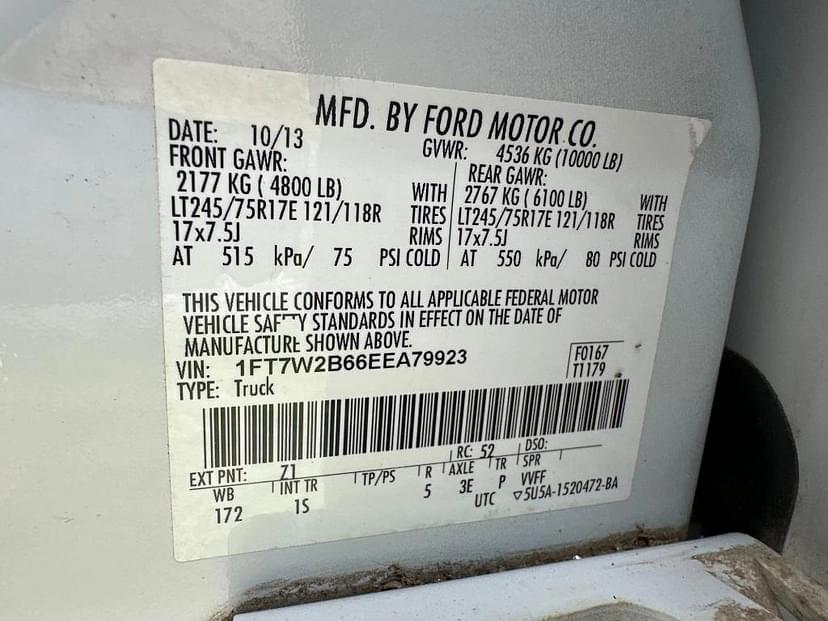 MFD. BY FORD MOTOR CO.
DATE: 10/13 GVWR: 4536 KG (10000 LB)
FRONT GAWR: REAR GAWR:
2177 KG ( 4800 LB) WITH 2767 KG ( 6100 LB) WITH
LT245/75R17E 121/118R TIRES LT245/75R17E 121/118R TIRES
17x7.5J RIMS 17x7.5J RIMS
AT 515 kPa/ 75 PSI COLD AT 550 kPa/ 80 PSI COLD
THIS VEHICLE CONFORMS TO ALL APPLICABLE FEDERAL MOTOR
VEHICLE SAFETY STANDARDS IN EFFECT ON THE DATE OF
MANUFACTURE SHOWN ABOVE.
VIN: 1FT7W2B66EEA79923 F0167
TYPE: Truck T1179
EXT PNT: Z1 RC: 52 DSO:
WB INT TR TP/PS R AXLE TR SPR
172 1S 5 3E P VVFF
UTC ▽5U5A-1520472-BA